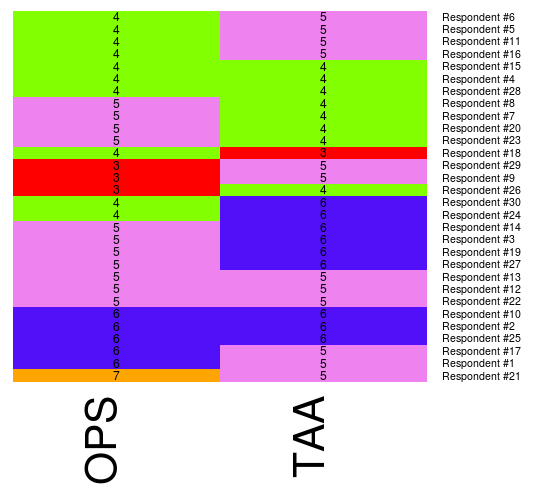 4 5 Respondent #6
4 5 Respondent #5
4 5 Respondent #11
4 5 Respondent #16
4 4 Respondent #15
4 4 Respondent #4
4 4 Respondent #28
5 4 Respondent #8
5 4 Respondent #7
5 4 Respondent #20
5 4 Respondent #23
4 3 Respondent #18
3 5 Respondent #29
3 5 Respondent #9
3 4 Respondent #26
4 6 Respondent #30
4 6 Respondent #24
5 6 Respondent #14
5 6 Respondent #3
5 6 Respondent #19
5 6 Respondent #27
5 5 Respondent #13
5 5 Respondent #12
5 5 Respondent #22
6 6 Respondent #10
6 6 Respondent #2
6 6 Respondent #25
6 5 Respondent #17
6 5 Respondent #1
7 5 Respondent #21
OPS TAA